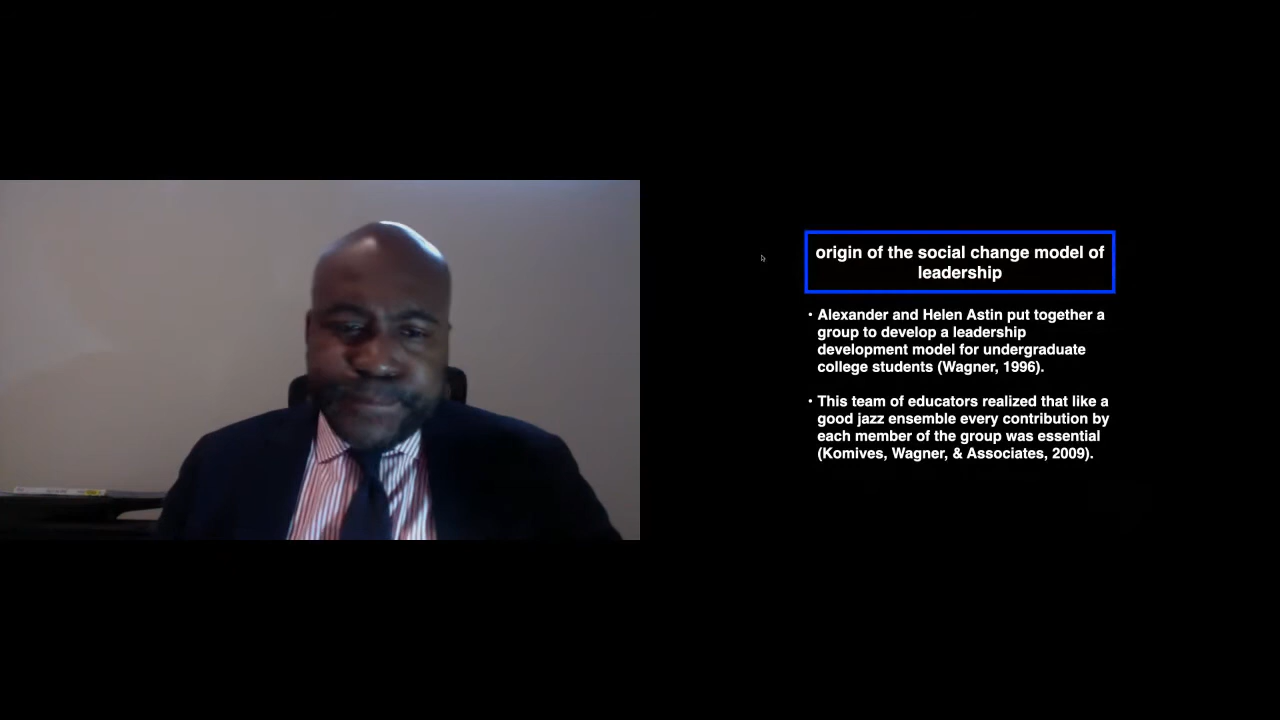 origin of the social change model of
leadership
• Alexander and Helen Astin put together a
group to develop a leadership
development model for undergraduate
college students (Wagner, 1996).
• This team of educators realized that like a
good jazz ensemble every contribution by
each member of the group was essential
(Komives, Wagner, & Associates, 2009).